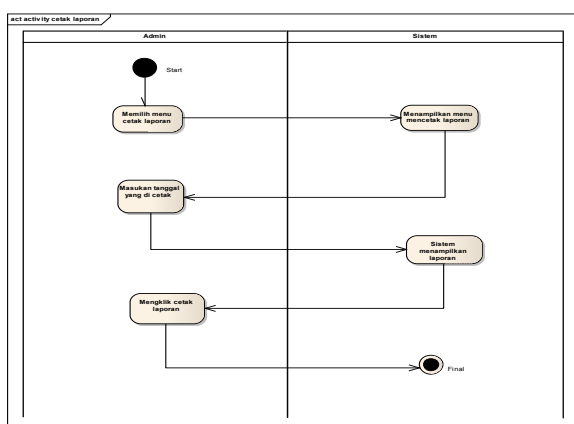 act activity cetak laporan
Admin
Sistem
Start
Memilih menu
cetak laporan
Menampilkan menu
mencetak laporan
Masukan tanggal
yang di cetak
Sistem
menampilkan
laporan
Mengklik cetak
laporan
Final